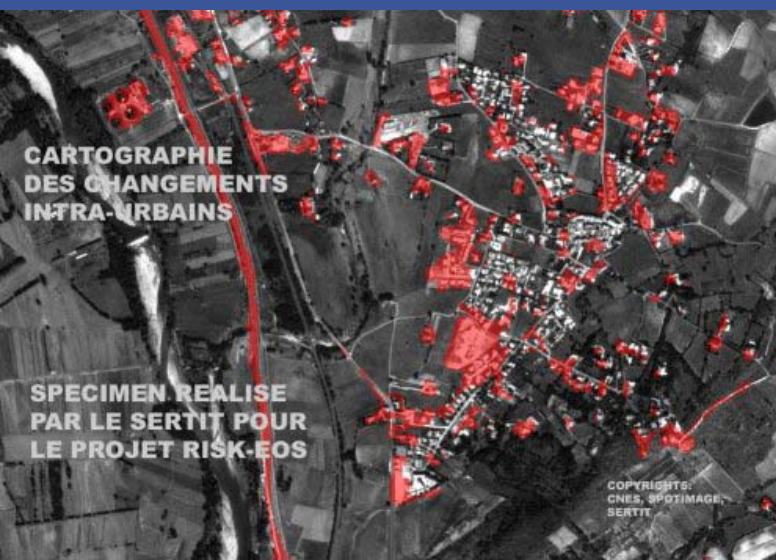 CARTOGRAPHIE
DES CHANGEMENTS
INTRA-URBAINS
SPECIMEN REALISE
PAR LE SERTIT POUR
LE PROJET RISK-EOS
COPYRIGHTS:
CNES, SPOTIMAGE,
SERTIT